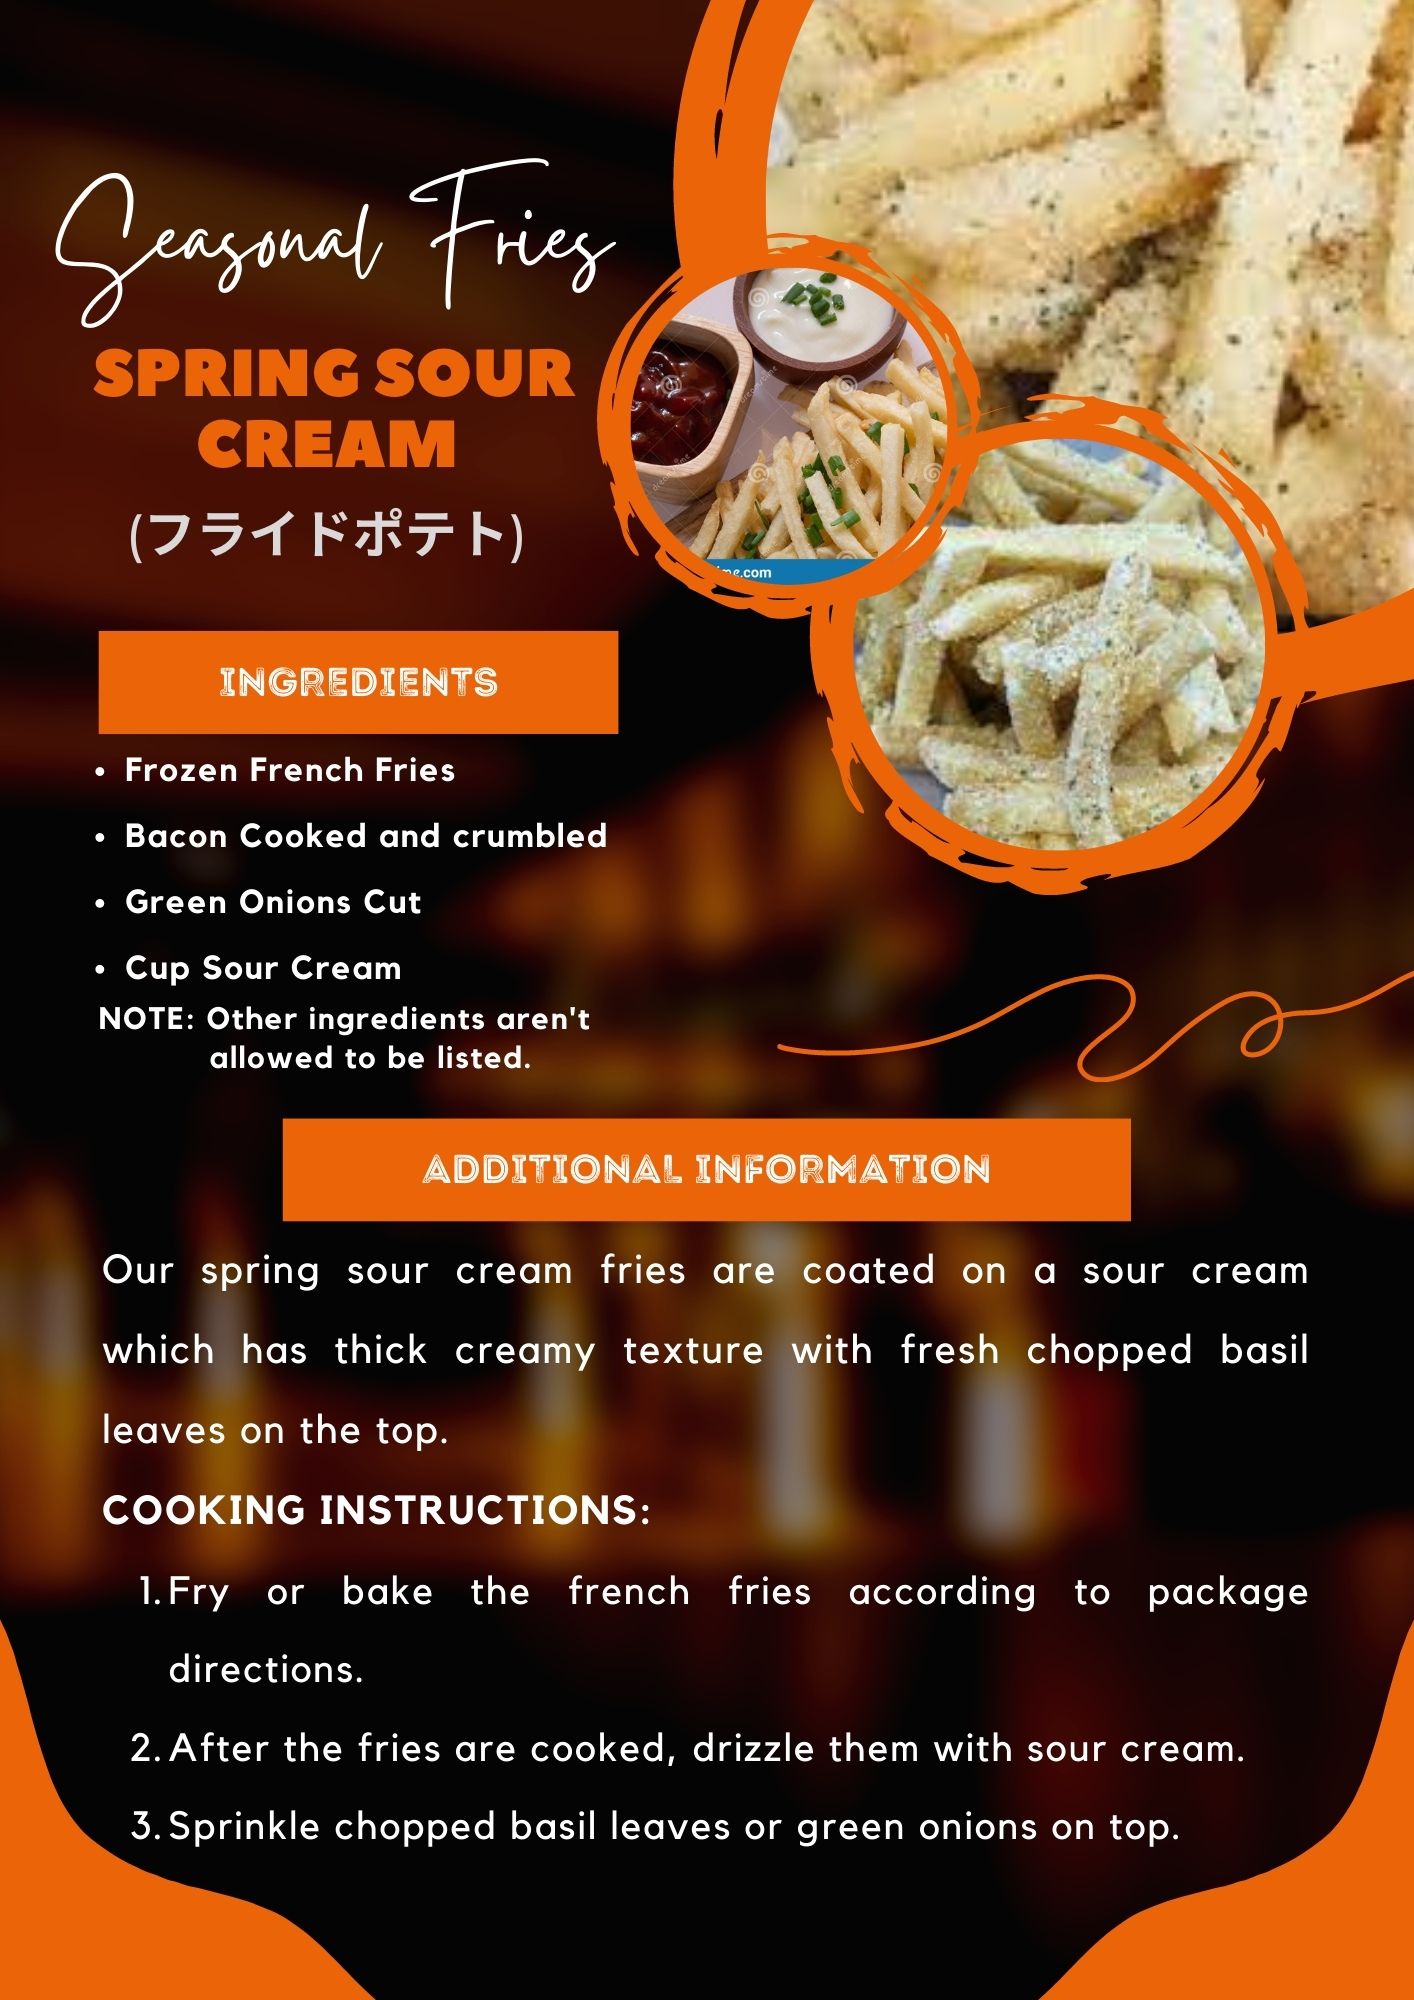 Seasonal Fries
SPRING SOUR
CREAM
(フライドポテト)
INGREDIENTS
• Frozen French Fries
• Bacon Cooked and crumbled
• Green Onions Cut
• Cup Sour Cream
NOTE: Other ingredients aren't
allowed to be listed.
ADDITIONAL INFORMATION
Our spring sour cream fries are coated on a sour cream
which has thick creamy texture with fresh chopped basil
leaves on the top.
COOKING INSTRUCTIONS:
1. Fry or bake the french fries according to package
directions.
2. After the fries are cooked, drizzle them with sour cream.
3. Sprinkle chopped basil leaves or green onions on top.